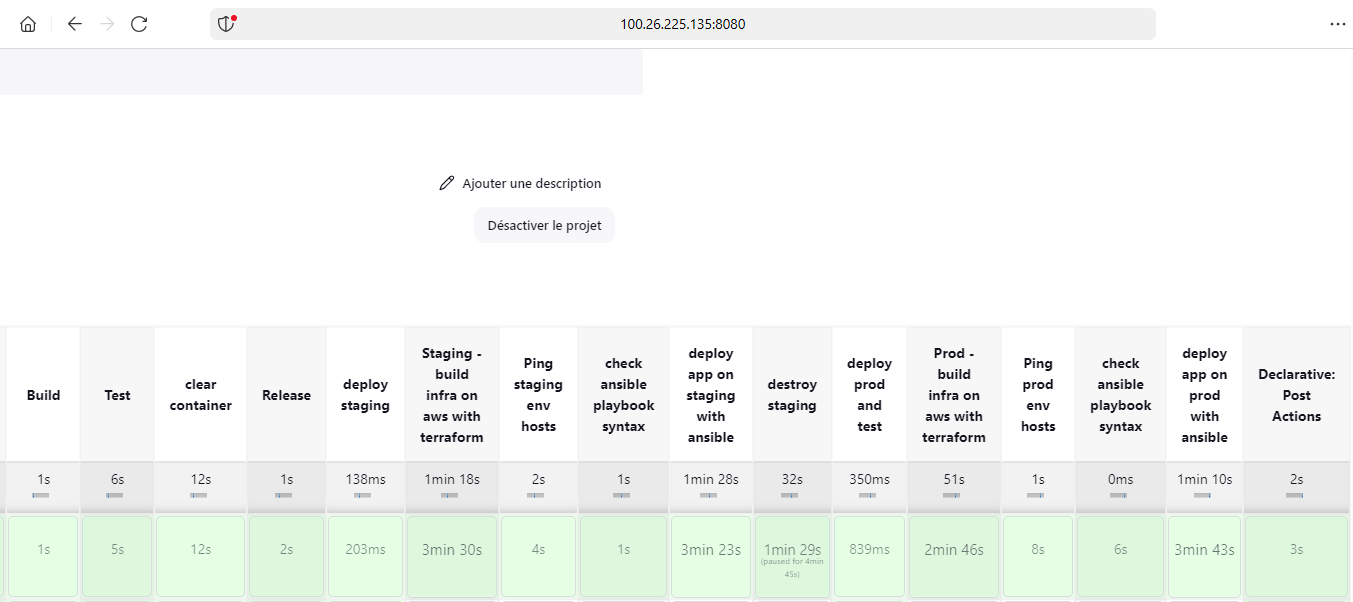 100.26.225.135:8080
Ajouter une description
Désactiver le projet
Build
Test
clear
container
Release
deploy
staging
Staging -
build
infra on
aws with
terraform
Ping
staging
env
hosts
check
ansible
playbook
syntax
deploy
app on
staging
with
ansible
destroy
staging
deploy
prod
and
test
Prod -
build
infra on
aws with
terraform
Ping
prod
env
hosts
check
ansible
playbook
syntax
deploy
app on
prod
with
ansible
Declarative:
Post
Actions
1s
6s
12s
1s
138ms
1min 18s
2s
1s
1min 28s
32s
350ms
51s
1s
0ms
1min 10s
2s
1s
5s
12s
2s
203ms
3min 30s
4s
1s
3min 23s
1min 29s
(paused for 4min
45s)
839ms
2min 46s
8s
6s
3min 43s
3s